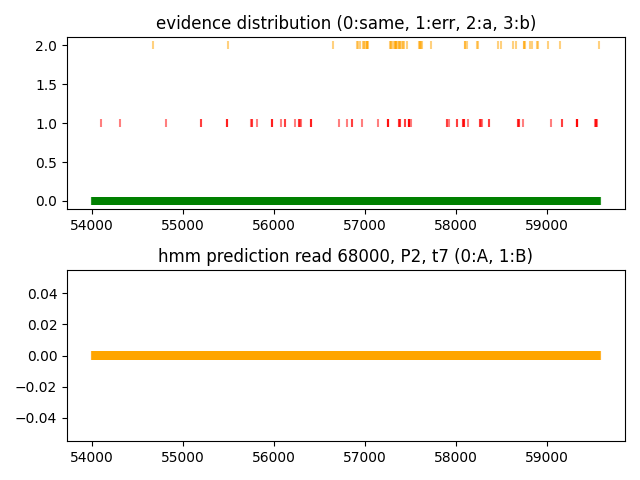 evidence distribution (0:same, 1:err, 2:a, 3:b)
2.0
1.5
1.0
0.5
0.0
54000 55000 56000 57000 58000 59000
hmm prediction read 68000, P2, t7 (0:A, 1:B)
0.04
0.02
0.00
−0.02
−0.04
54000 55000 56000 57000 58000 59000